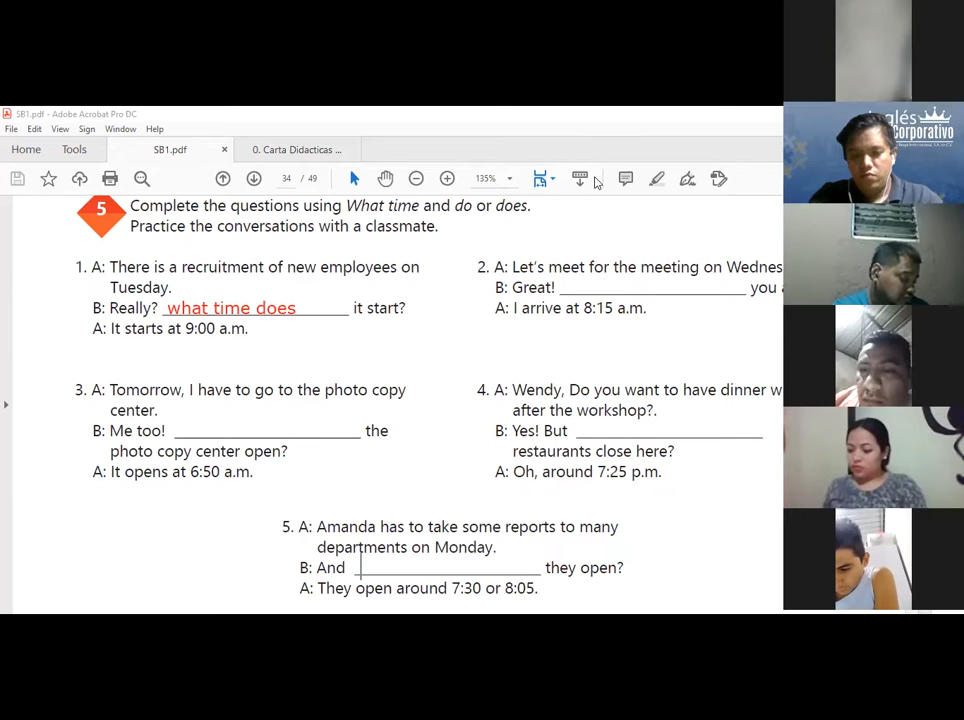 SB1.pdf - Adobe Acrobat Pro DC
File Edit View Sign Window Help
Home Tools SB1.pdf × 0. Carta Didacticas ...
34 / 49 135%
5 Complete the questions using What time and do or does.
Practice the conversations with a classmate.
1. A: There is a recruitment of new employees on
Tuesday.
B: Really? what time does it start?
A: It starts at 9:00 a.m.
2. A: Let's meet for the meeting on Wednes
B: Great! ____________________ you
A: I arrive at 8:15 a.m.
3. A: Tomorrow, I have to go to the photo copy
center.
B: Me too! ____________________ the
photo copy center open?
A: It opens at 6:50 a.m.
4. A: Wendy, Do you want to have dinner w
after the workshop?.
B: Yes! But ____________________
restaurants close here?
A: Oh, around 7:25 p.m.
5. A: Amanda has to take some reports to many
departments on Monday.
B: And ____________________ they open?
A: They open around 7:30 or 8:05.
glés
Corporativo